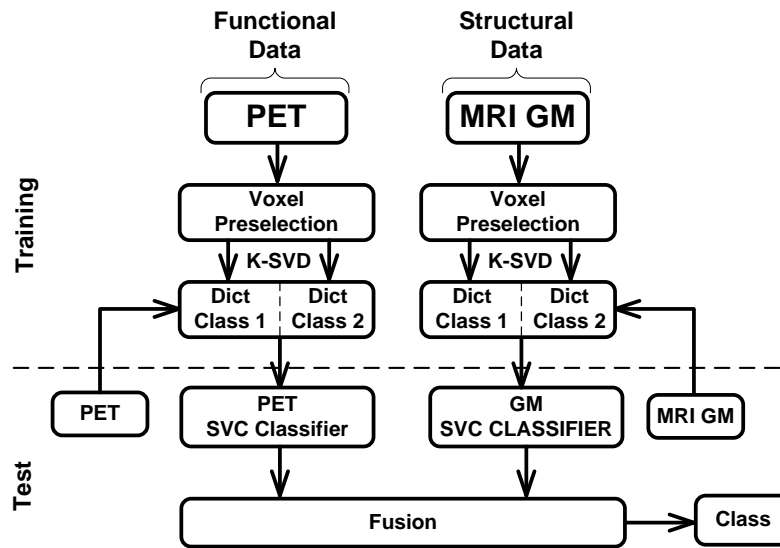 Functional
Data
Structural
Data
PET
MRI GM
Training
Voxel
Preselection
Voxel
Preselection
K-SVD
K-SVD
Dict
Class 1
Dict
Class 2
Dict
Class 1
Dict
Class 2
Test
PET
PET
SVC Classifier
GM
SVC CLASSIFIER
MRI GM
Fusion
Class